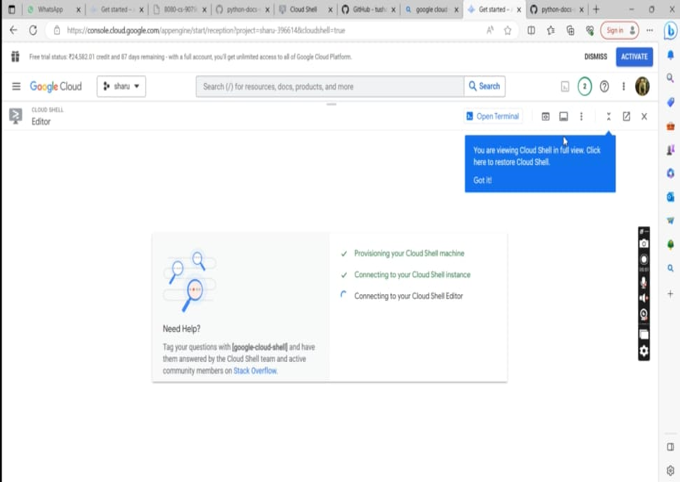 WhatsApp
Get started –
8080-cs-9074
python-docs-
Cloud Shell
GitHub - tush
google cloud
Get started –
python-docs
https://console.cloud.google.com/appengine/start/reception?project=sharu-396614&cloudshell=true
Sign in
Free trial status: ₹24,582.01 credit and 87 days remaining - with a full account, you'll get unlimited access to all of Google Cloud Platform.
DISMISS
ACTIVATE
Google Cloud
sharu
Search (/) for resources, docs, products, and more
Search
2
CLOUD SHELL
Editor
Open Terminal
You are viewing Cloud Shell in full view. Click
here to restore Cloud Shell.
Got it!
Provisioning your Cloud Shell machine
Connecting to your Cloud Shell instance
Connecting to your Cloud Shell Editor
Need Help?
Tag your questions with [google-cloud-shell] and have
them answered by the Cloud Shell team and active
community members on Stack Overflow.